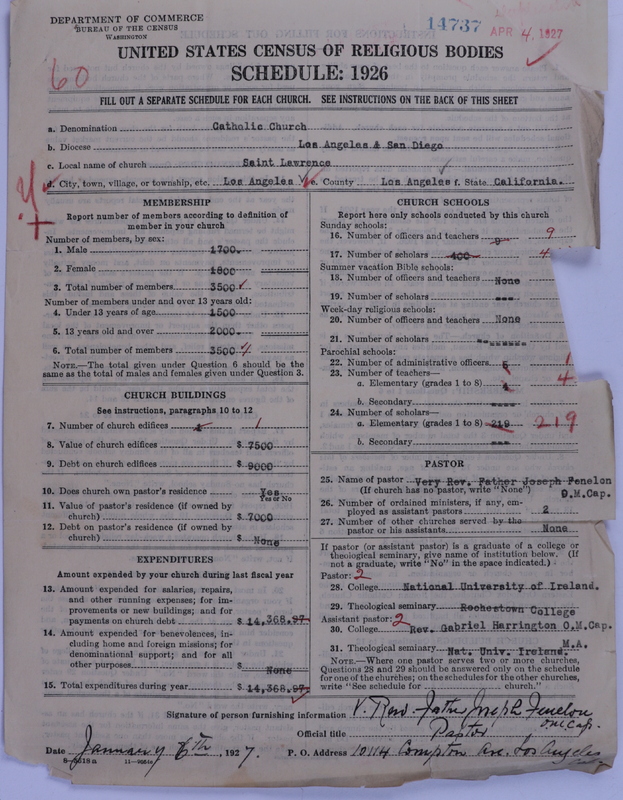 DEPARTMENT OF COMMERCE
BUREAU OF THE CENSUS
WASHINGTON
14737
APR 4, 1927
60
UNITED STATES CENSUS OF RELIGIOUS BODIES
SCHEDULE: 1926
FILL OUT A SEPARATE SCHEDULE FOR EACH CHURCH. SEE INSTRUCTIONS ON THE BACK OF THIS SHEET
a. Denomination Catholic Church
b. Diocese Los Angeles & San Diego
c. Local name of church Saint Lawrence
d. City, town, village, or township, etc. Los Angeles e. County Los Angeles f. State California.
MEMBERSHIP
Report number of members according to definition of
member in your church
Number of members, by sex:
1. Male 1700.
2. Female 1800
3. Total number of members 3500
Number of members under and over 13 years old:
4. Under 13 years of age 1500
5. 13 years old and over 2000.
6. Total number of members 3500
NOTE.—The total given under Question 6 should be the
same as the total of males and females given under Question 3.
CHURCH BUILDINGS
See instructions, paragraphs 10 to 12
7. Number of church edifices 1 1
8. Value of church edifices $ 7500
9. Debt on church edifices $ 9000
10. Does church own pastor's residence Yes
Yes or No
11. Value of pastor's residence (if owned by
church) $ 7000
12. Debt on pastor's residence (if owned by
church) $ None
EXPENDITURES
Amount expended by your church during last fiscal year
13. Amount expended for salaries, repairs,
and other running expenses; for im-
provements or new buildings; and for
payments on church debt $ 14,368.97
14. Amount expended for benevolences, in-
cluding home and foreign missions; for
denominational support; and for all
other purposes $ None
15. Total expenditures during year $ 14,368.97
CHURCH SCHOOLS
Report here only schools conducted by this church
Sunday schools:
16. Number of officers and teachers 9 9
17. Number of scholars 400 4
Summer vacation Bible schools:
18. Number of officers and teachers None
19. Number of scholars ---
Week-day religious schools:
20. Number of officers and teachers None
21. Number of scholars
Parochial schools:
22. Number of administrative officers 1
23. Number of teachers—
a. Elementary (grades 1 to 8) 4
b. Secondary
24. Number of scholars—
a. Elementary (grades 1 to 8) 219 219
b. Secondary ---
PASTOR
25. Name of pastor Very Rev. Father Joseph Fenelon
(If church has no pastor, write "None") O.M.Cap.
26. Number of ordained ministers, if any, em-
ployed as assistant pastors 2
27. Number of other churches served by the
pastor or his assistants None
If pastor (or assistant pastor) is a graduate of a college or
theological seminary, give name of institution below. (If
not a graduate, write "No" in the space indicated.)
Pastor: 2
28. College National University of Ireland.
29. Theological seminary Rochestown College
Assistant pastor: 2
30. College Rev. Gabriel Harrington O.M.Cap.
M.A.
31. Theological seminary Nat. Univ. Ireland
NOTE.—Where one pastor serves two or more churches,
Questions 28 and 29 should be answered only on the schedule
for one of the churches; on the schedules for the other churches,
write "See schedule for church."
Signature of person furnishing information V. Rev. Father Joseph Fenelon
O.M.Cap.
Official title Pastor
Date January 6th, 1927. P. O. Address 10114 Compton Ave. Los Angeles